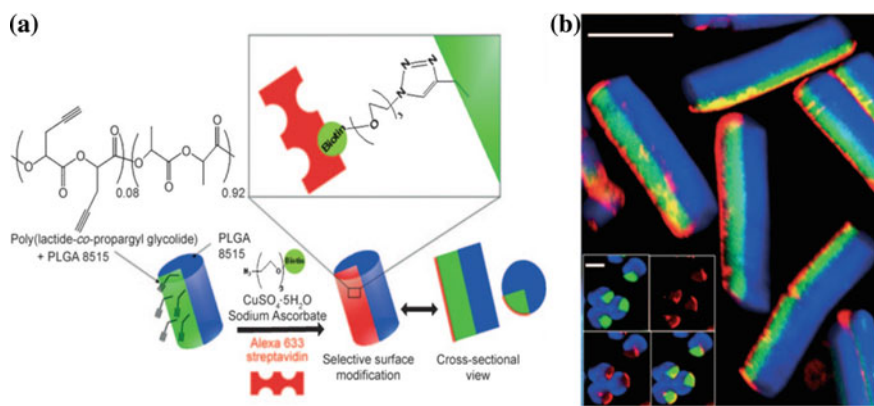 (a)
(b)
N
N
N
Biotin
O
3
O
O
O
O
O
O
O
O
0.08
0.92
Poly(lactide-co-propargyl glycolide)
+ PLGA 8515
PLGA
8515
N3
O
3
Biotin
CuSO4·5H2O
Sodium Ascorbate
Alexa 633
streptavidin
Selective surface
modification
Cross-sectional
view